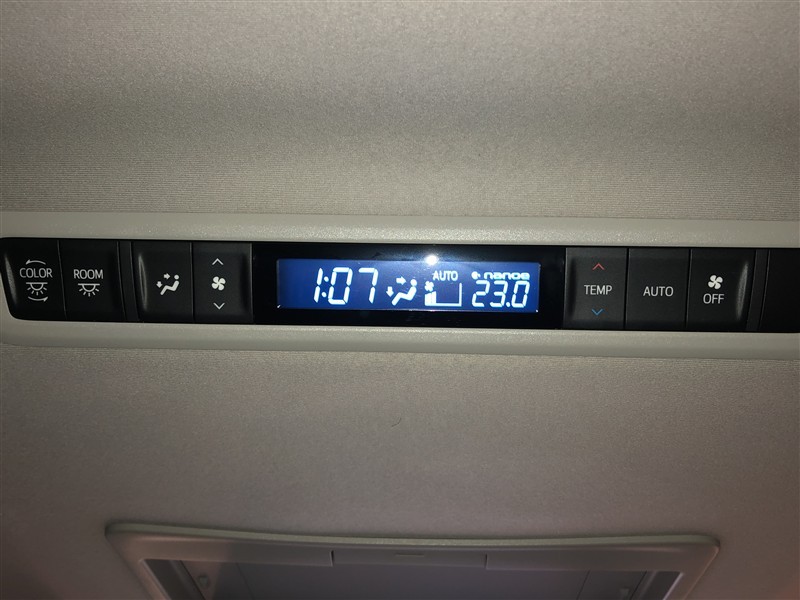 COLOR
ROOM
1:07
AUTO
nanoe
23.0
TEMP
AUTO
OFF